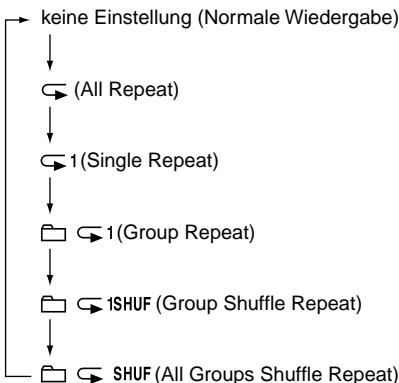 keine Einstellung (Normale Wiedergabe)
(All Repeat)
1(Single Repeat)
1(Group Repeat)
1SHUF (Group Shuffle Repeat)
SHUF (All Groups Shuffle Repeat)